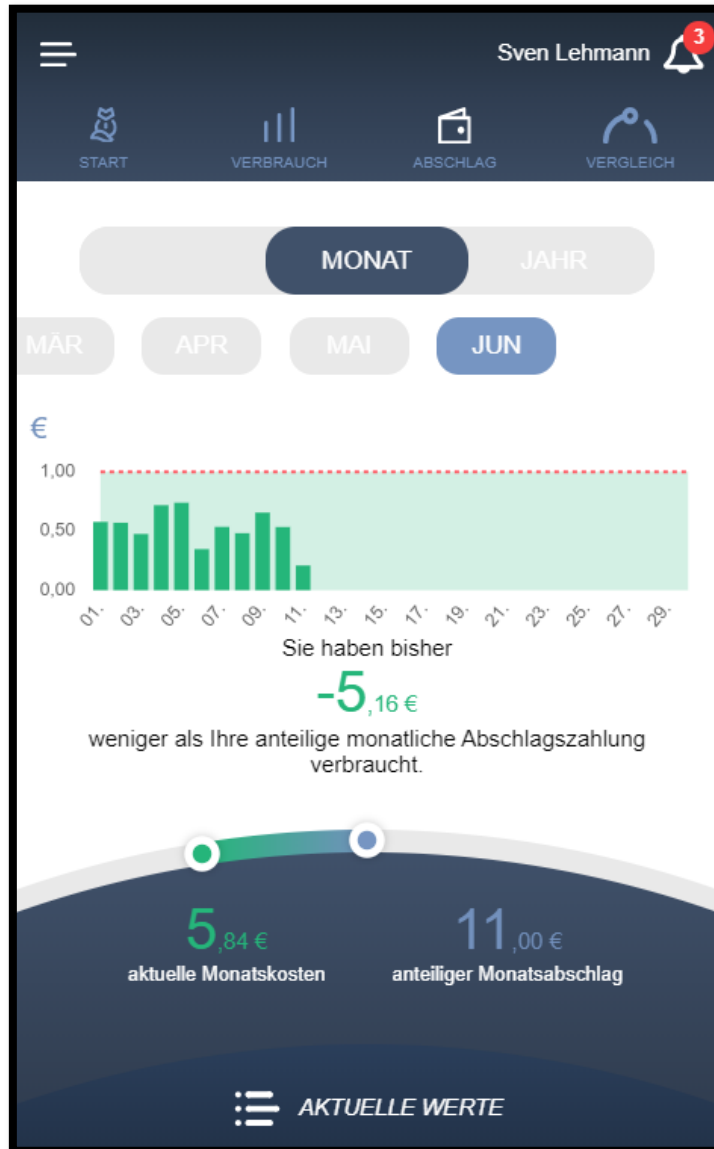 Sven Lehmann 3
START VERBRAUCH ABSCHLAG VERGLEICH
MONAT JAHR
MÄR APR MAI JUN
€
1,00
0,50
0,00
01. 03. 05. 07. 09. 11. 13. 15. 17. 19. 21. 23. 25. 27. 29.
Sie haben bisher
-5,16 €
weniger als Ihre anteilige monatliche Abschlagszahlung
verbraucht.
5,84 € 11,00 €
aktuelle Monatskosten anteiliger Monatsabschlag
AKTUELLE WERTE